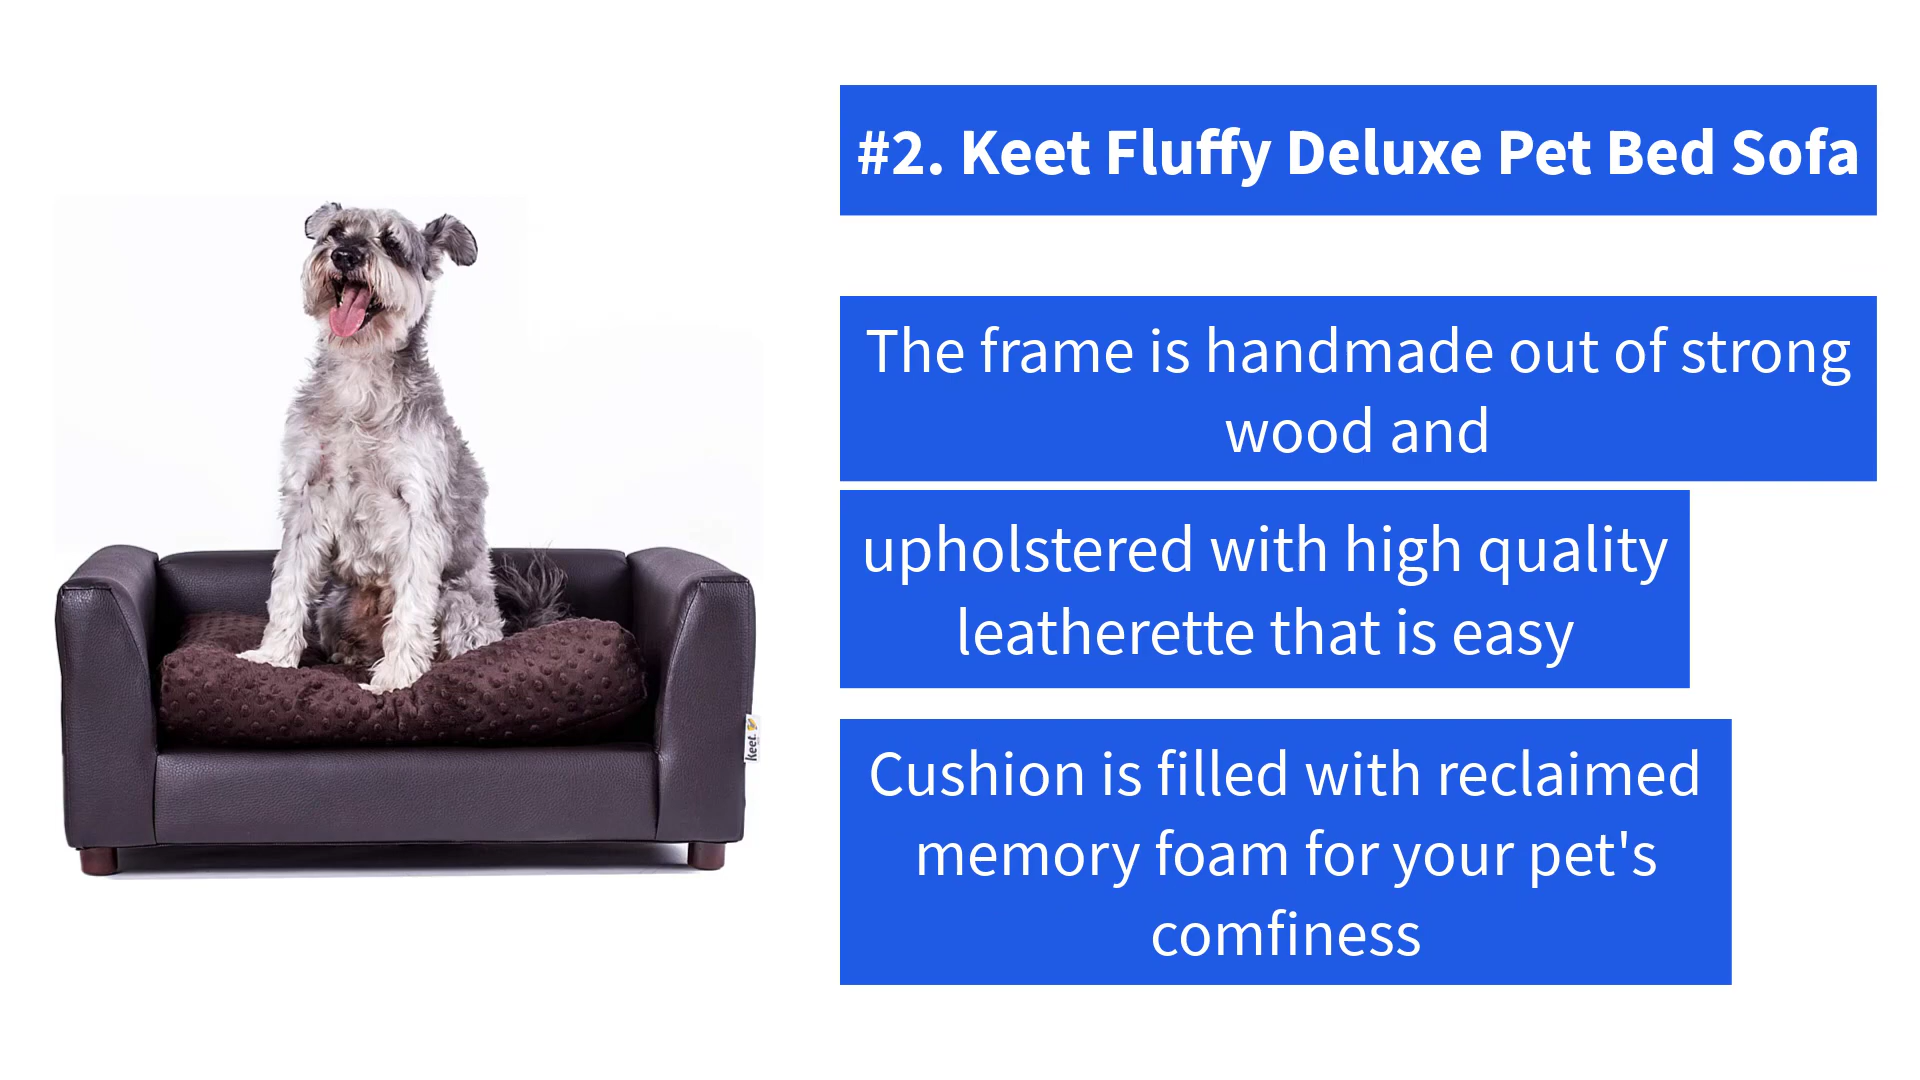 #2. Keet Fluffy Deluxe Pet Bed Sofa
The frame is handmade out of strong
wood and
upholstered with high quality
leatherette that is easy
Cushion is filled with reclaimed
memory foam for your pet's
comfiness
keet.